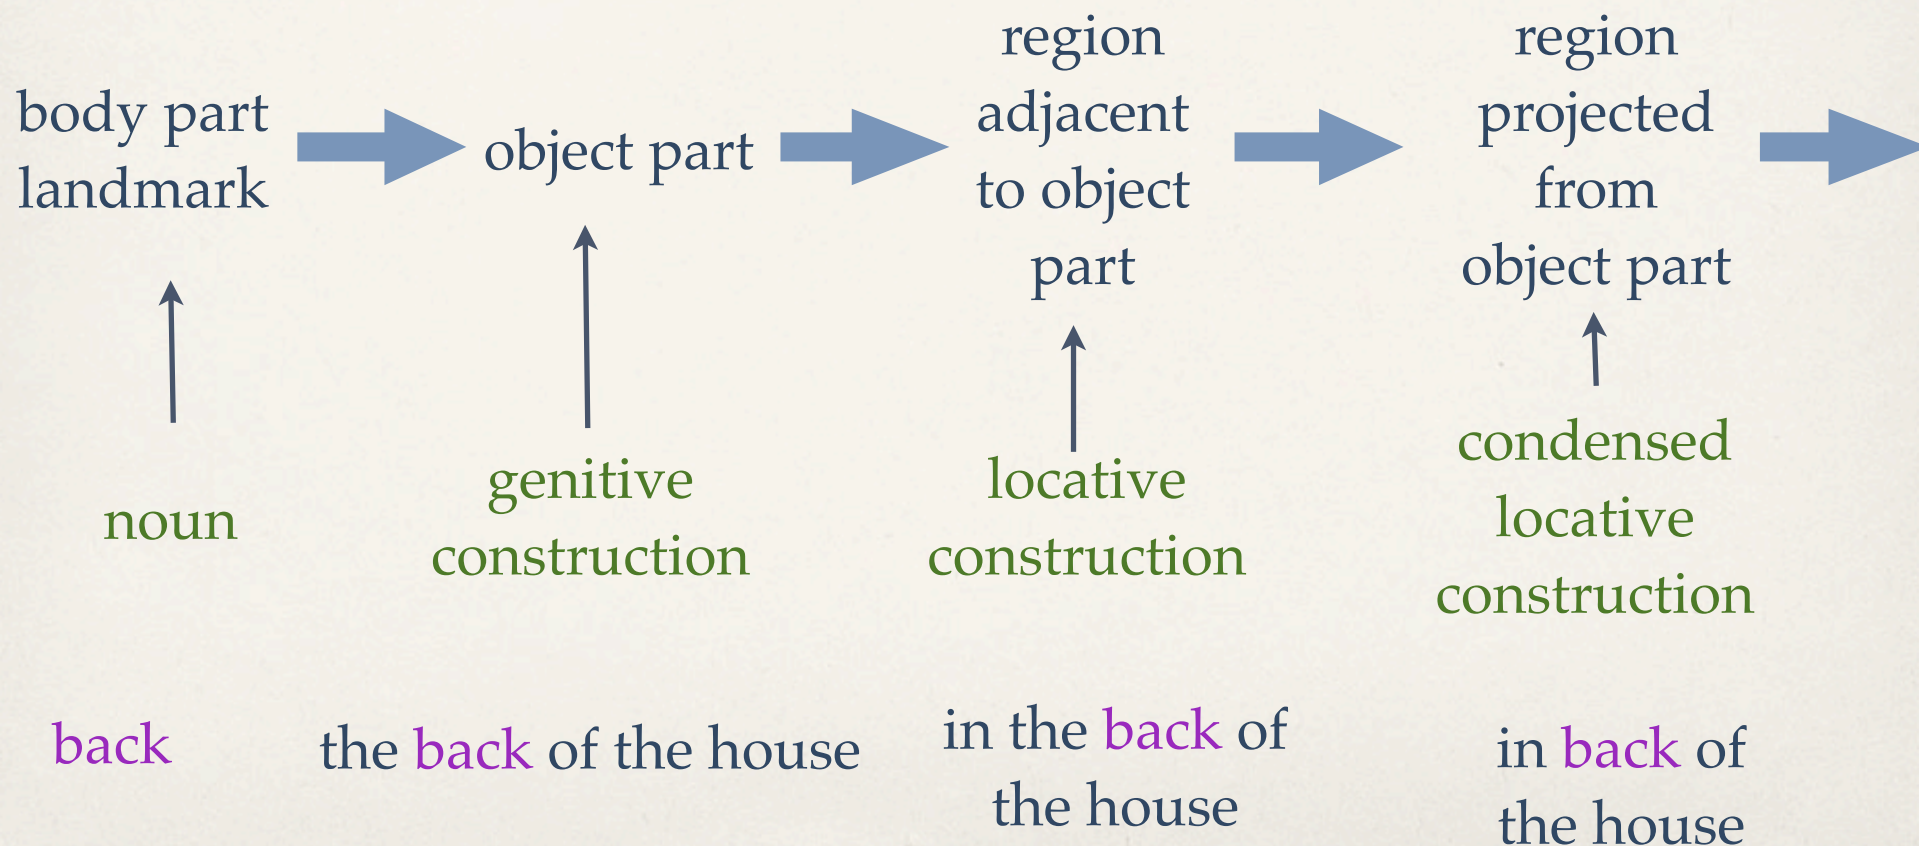 body part
landmark
object part
region
adjacent
to object
part
region
projected
from
object part
noun
genitive
construction
locative
construction
condensed
locative
construction
back
the back of the house
in the back of
the house
in back of
the house